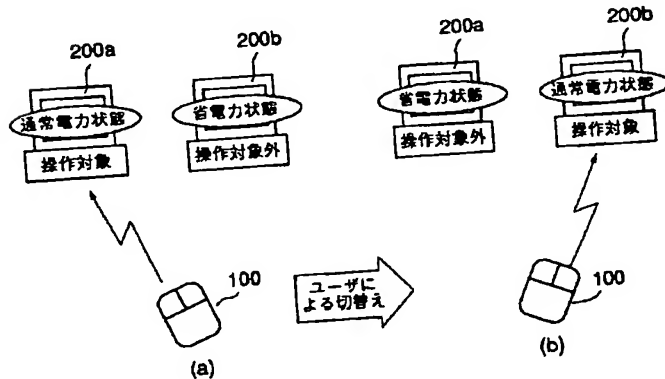 200a
200b
通常電力状態
省電力状態
操作対象
操作対象外
100
(a)
ユーザに
よる切替え
200a
200b
省電力状態
通常電力状態
操作対象外
操作対象
100
(b)